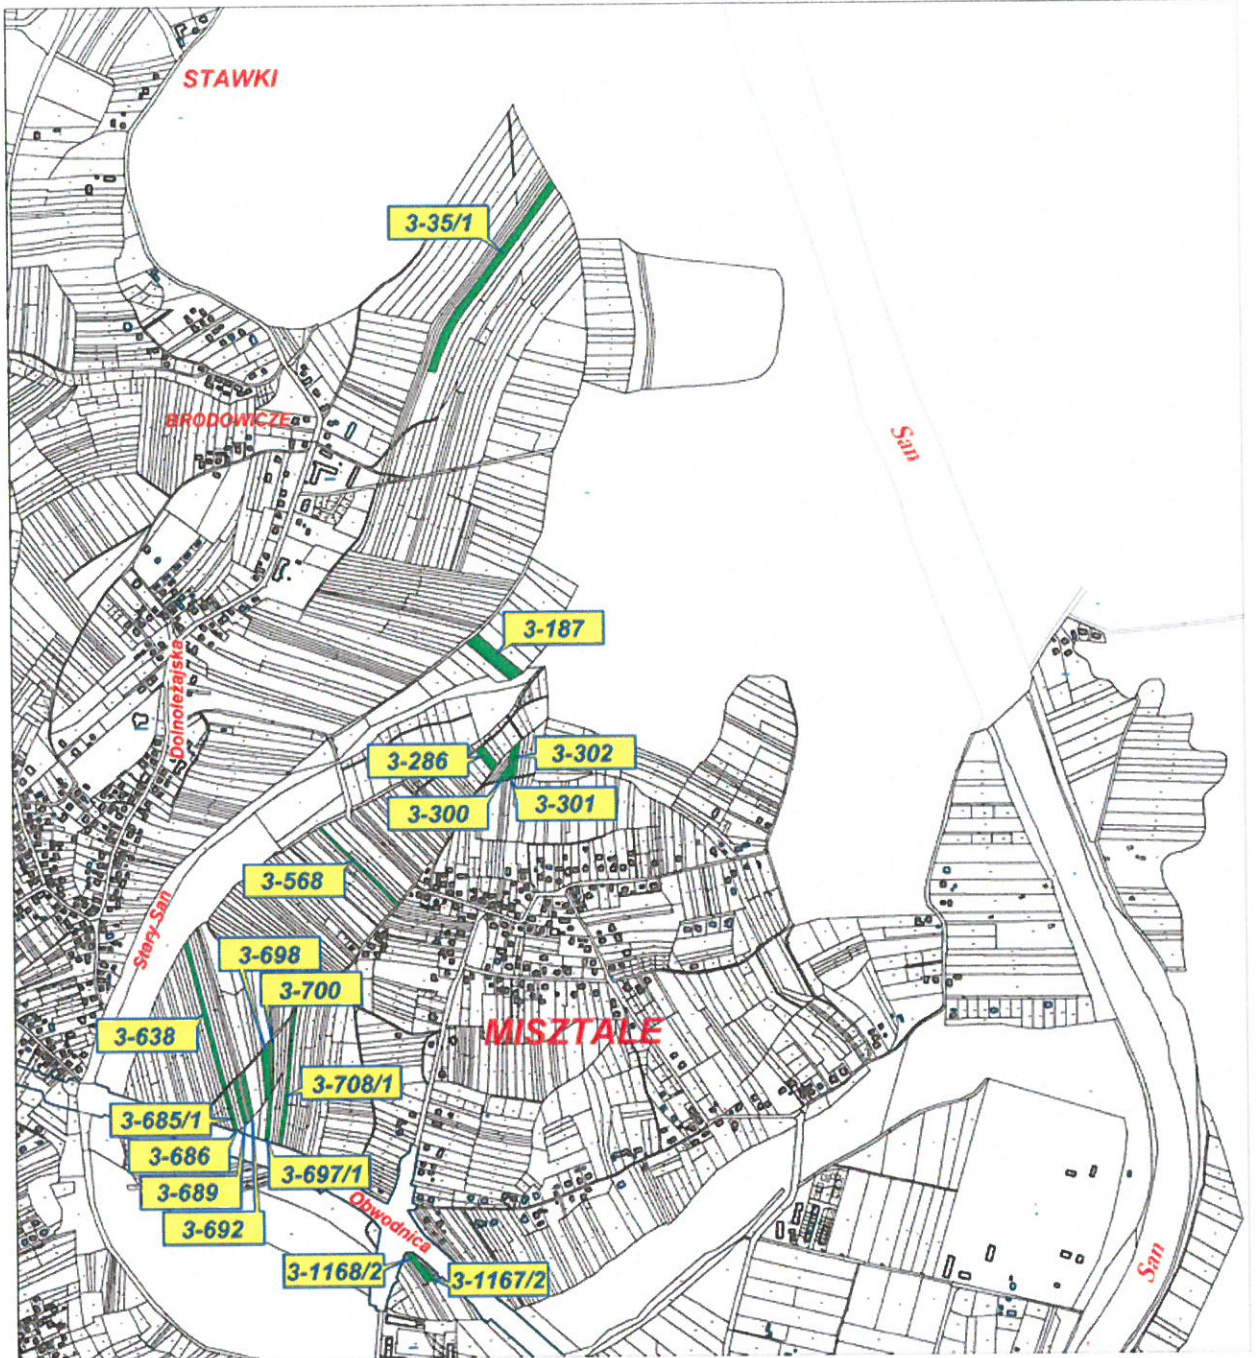 STAWKI
3-35/1
BRODOWICZE
San
3-187
Dolnoleżajska
3-286
3-302
3-300
3-301
3-568
Stary San
3-698
3-700
MISZTALE
3-638
3-708/1
3-685/1
3-686
3-697/1
3-689
3-692
Obwodnica
San
3-1168/2
3-1167/2